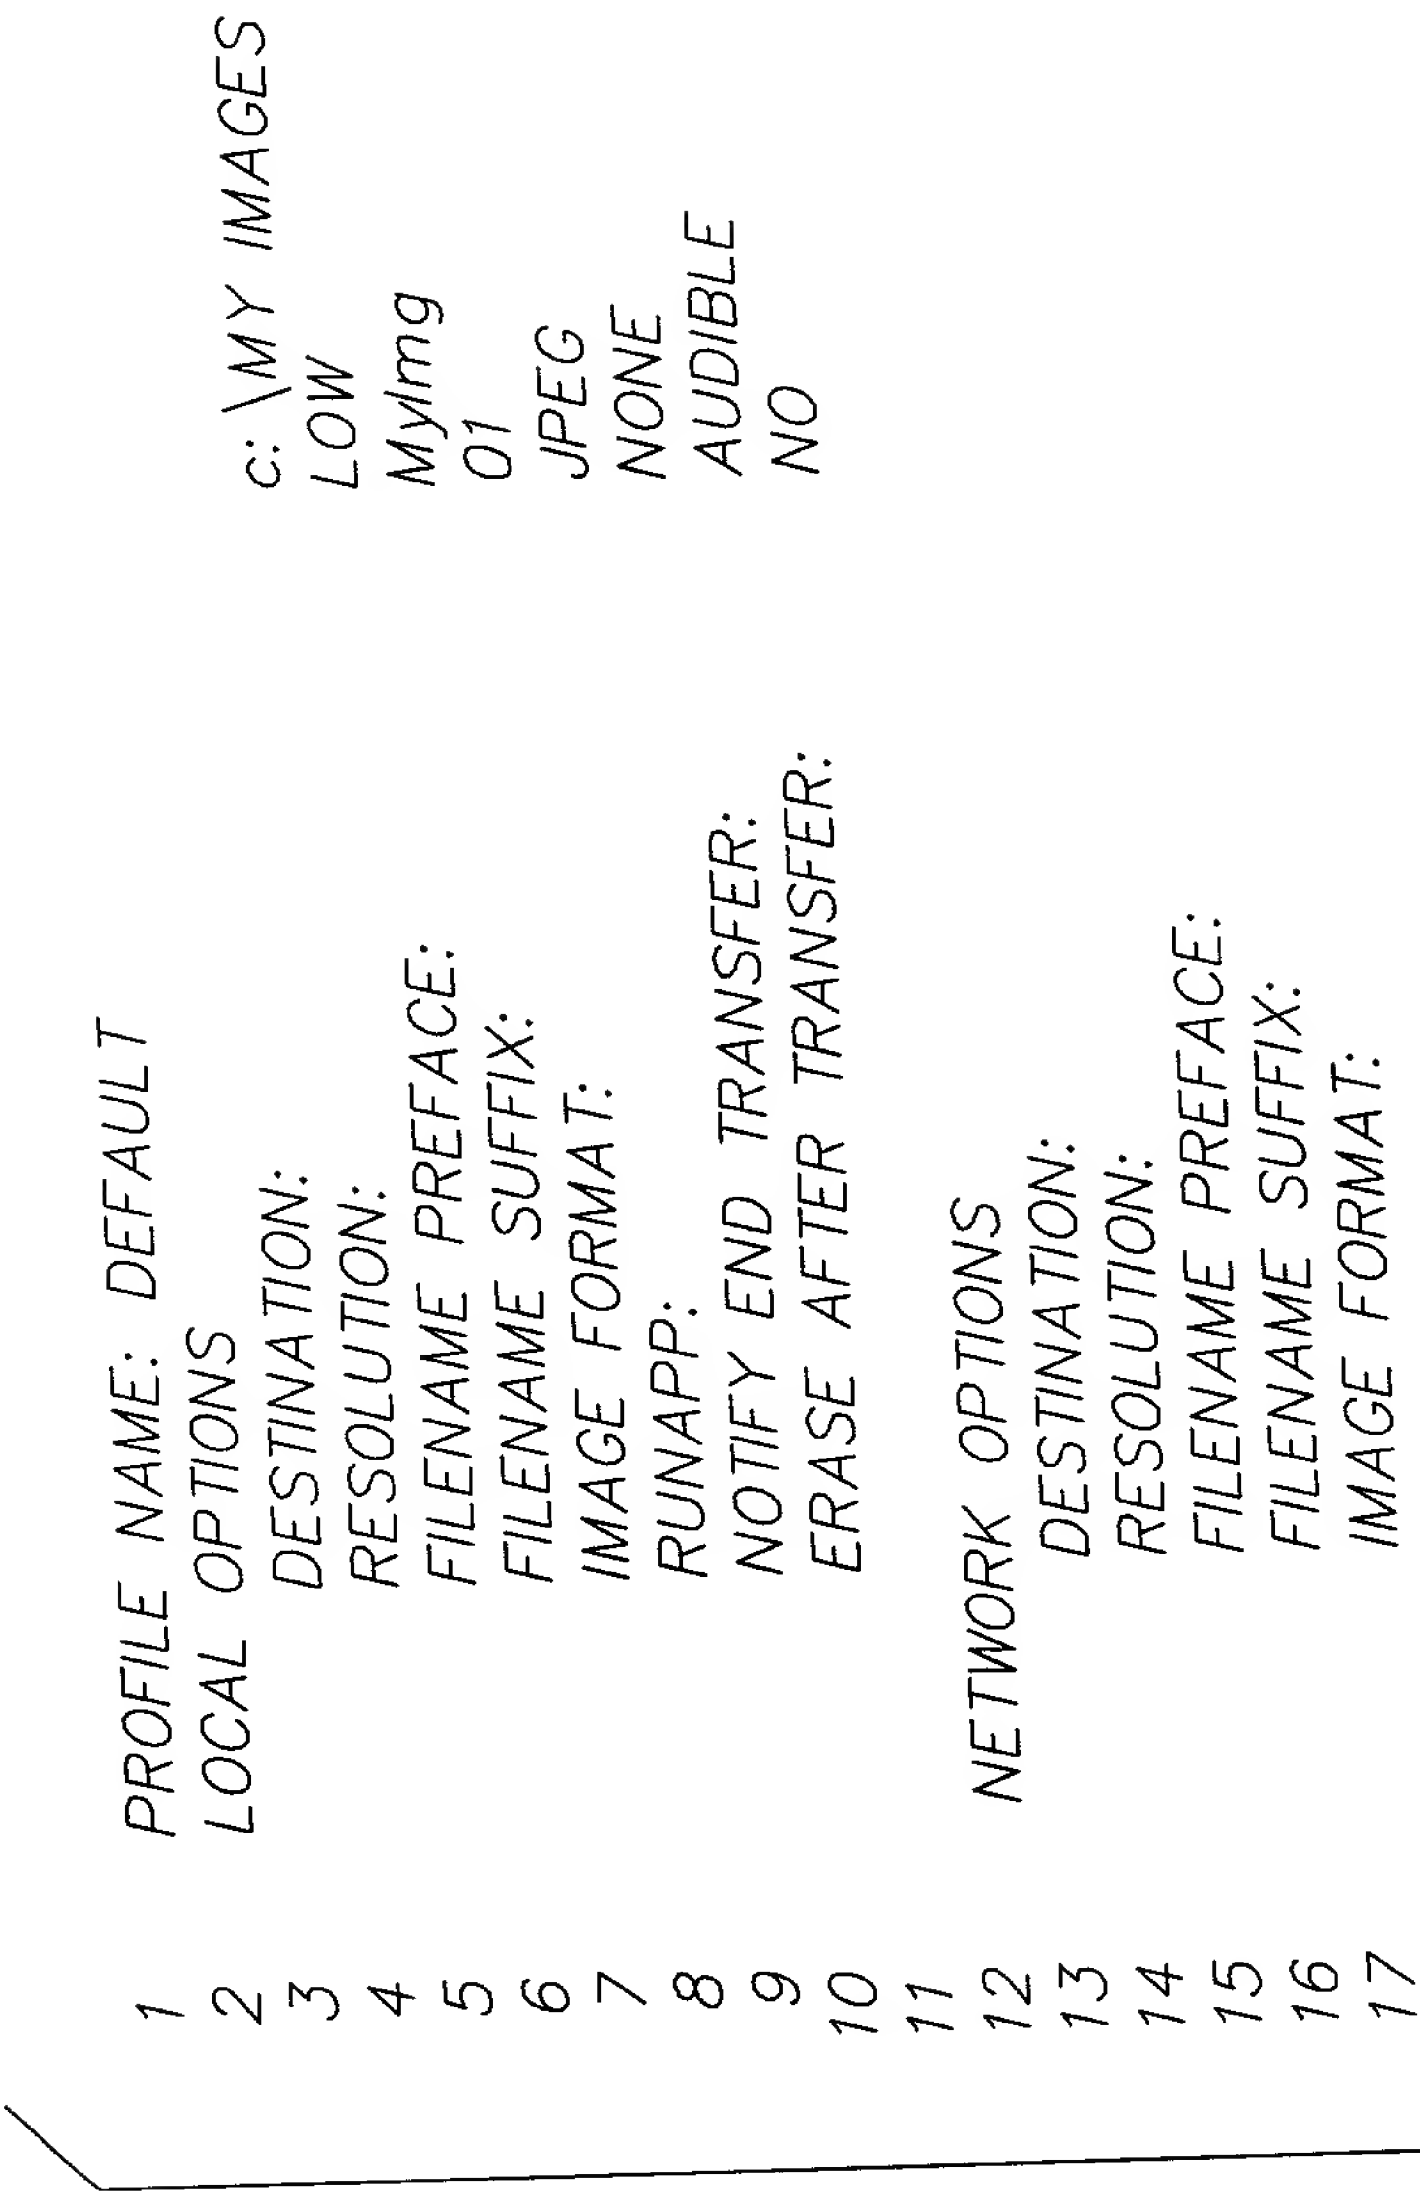 1 PROFILE NAME: DEFAULT
2 LOCAL OPTIONS
3 DESTINATION: c:\MY IMAGES
4 RESOLUTION: LOW
5 FILENAME PREFACE: MyImg
6 FILENAME SUFFIX: 01
7 IMAGE FORMAT: JPEG
8 RUNAPP: NONE
9 NOTIFY END TRANSFER: AUDIBLE
10 ERASE AFTER TRANSFER: NO
11
12 NETWORK OPTIONS
13 DESTINATION:
14 RESOLUTION:
15 FILENAME PREFACE:
16 FILENAME SUFFIX:
17 IMAGE FORMAT: